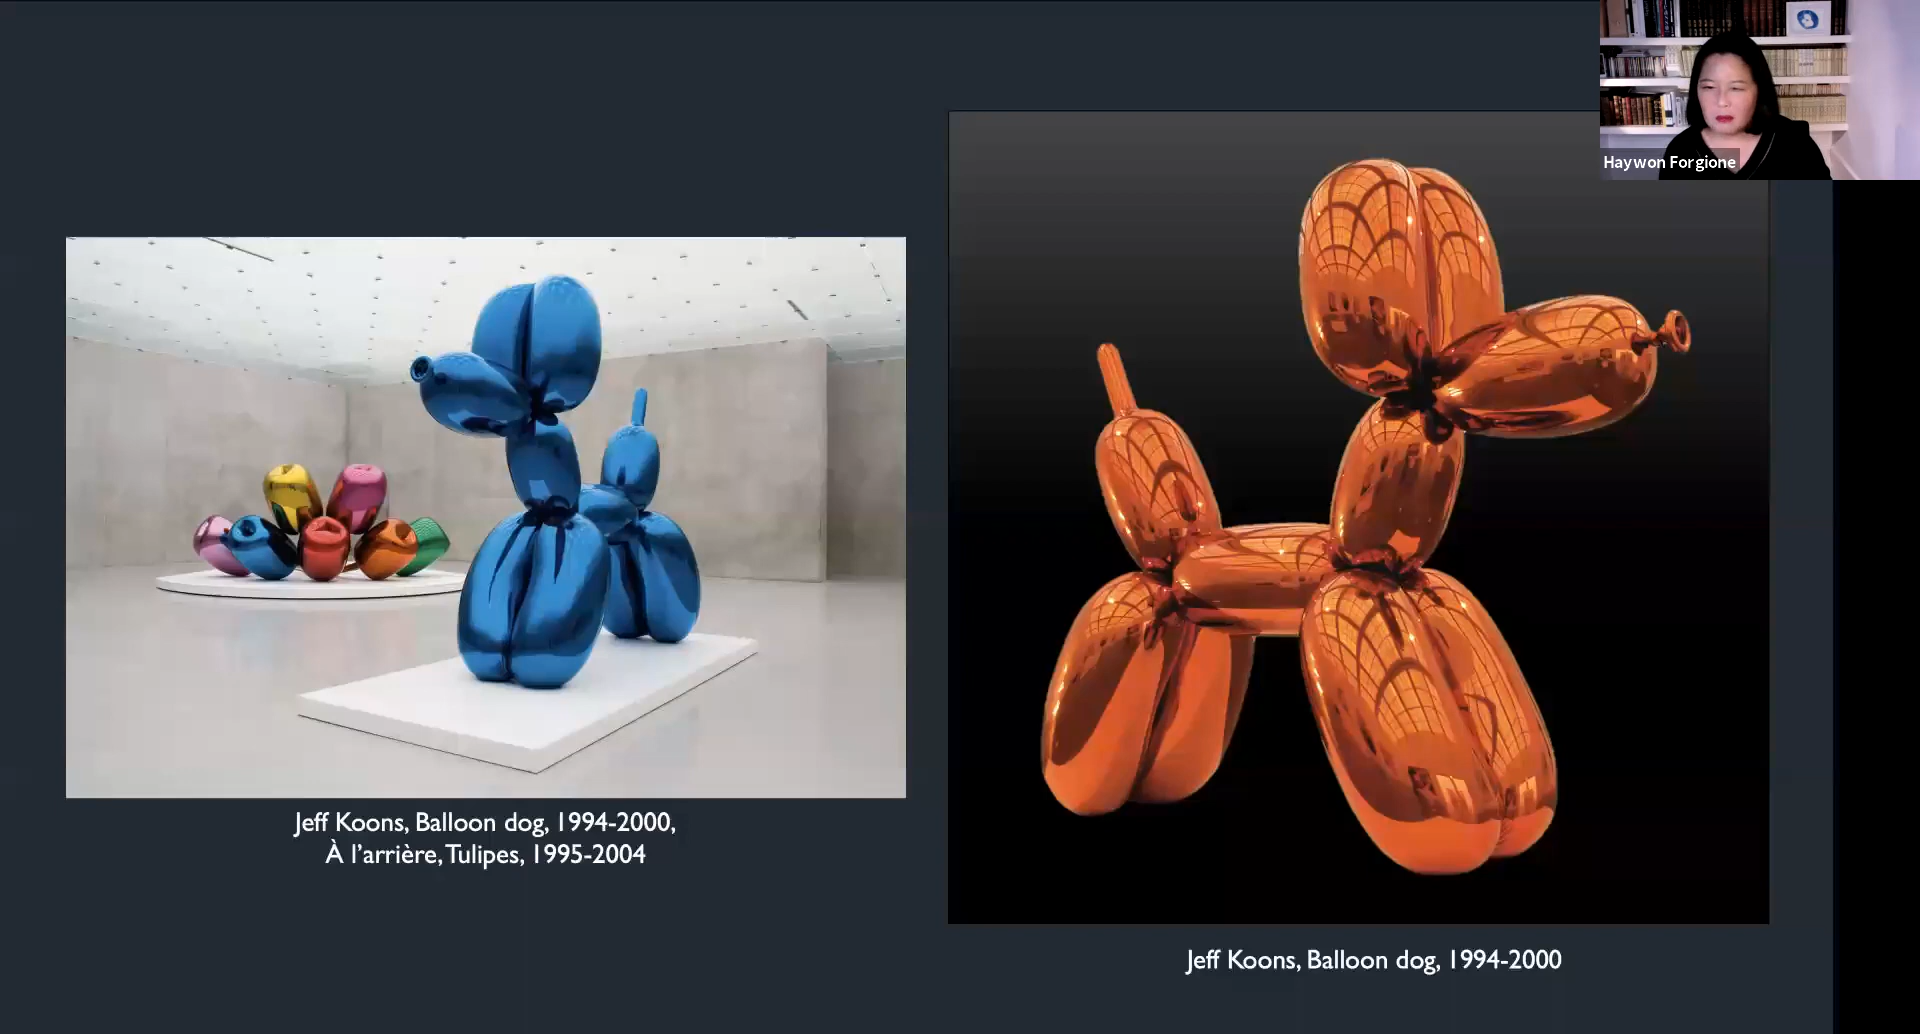 Haywon Forgione
Jeff Koons, Balloon dog, 1994-2000,
À l’arrière, Tulipes, 1995-2004
Jeff Koons, Balloon dog, 1994-2000